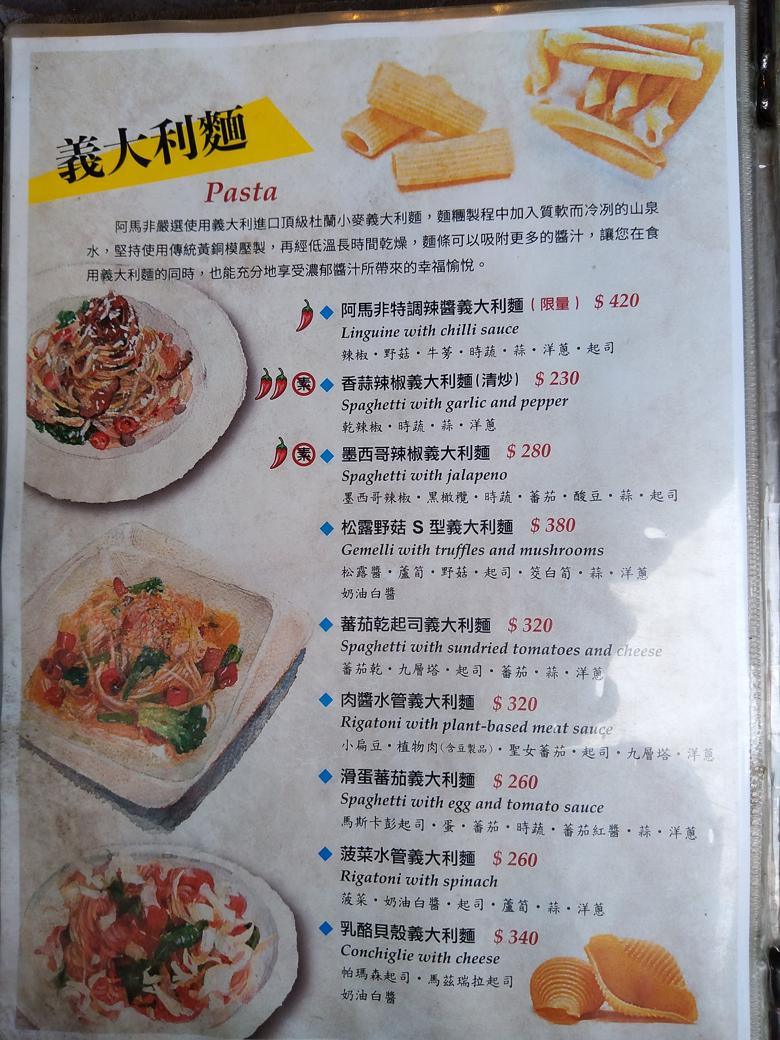 義大利麵
Pasta
阿馬非嚴選使用義大利進口頂級杜蘭小麥義大利麵，麵糰製程中加入質軟而冷冽的山泉
水，堅持使用傳統黃銅模壓製，再經低溫長時間乾燥，麵條可以吸附更多的醬汁，讓您在食
用義大利麵的同時，也能充分地享受濃郁醬汁所帶來的幸福愉悅。
阿馬非特調辣醬義大利麵（限量） $ 420
Linguine with chilli sauce
辣椒・野菇・牛蒡・時蔬・蒜・洋蔥・起司
素 香蒜辣椒義大利麵(清炒) $ 230
Spaghetti with garlic and pepper
乾辣椒・時蔬・蒜・洋蔥
素 墨西哥辣椒義大利麵 $ 280
Spaghetti with jalapeno
墨西哥辣椒・黑橄欖・時蔬・蕃茄・酸豆・蒜・起司
松露野菇 S 型義大利麵 $ 380
Gemelli with truffles and mushrooms
松露醬・蘆筍・野菇・起司・筊白筍・蒜・洋蔥
奶油白醬
蕃茄乾起司義大利麵 $ 320
Spaghetti with sundried tomatoes and cheese
蕃茄乾・九層塔・起司・蕃茄・蒜・洋蔥
肉醬水管義大利麵 $ 320
Rigatoni with plant-based meat sauce
小扁豆・植物肉(含豆製品)・聖女蕃茄・起司・九層塔・洋蔥
滑蛋蕃茄義大利麵 $ 260
Spaghetti with egg and tomato sauce
馬斯卡彭起司・蛋・蕃茄・時蔬・蕃茄紅醬・蒜・洋蔥
菠菜水管義大利麵 $ 260
Rigatoni with spinach
菠菜・奶油白醬・起司・蘆筍・蒜・洋蔥
乳酪貝殼義大利麵 $ 340
Conchiglie with cheese
帕瑪森起司・馬茲瑞拉起司
奶油白醬